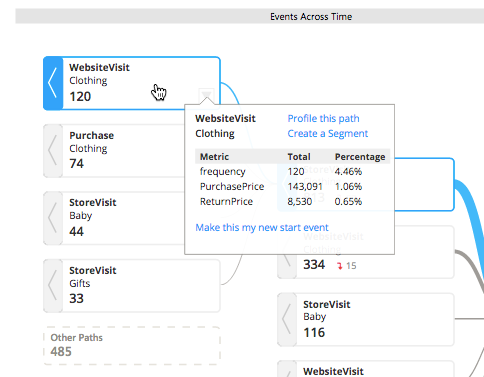 Events Across Time
WebsiteVisit
Clothing
120
Purchase
Clothing
74
StoreVisit
Baby
44
StoreVisit
Gifts
33
Other Paths
485
WebsiteVisit
Clothing
Profile this path
Create a Segment
Metric Total Percentage
frequency 120 4.46%
PurchasePrice 143,091 1.06%
ReturnPrice 8,530 0.65%
Make this my new start event
WebsiteVisit
334 15
StoreVisit
Baby
116
WebsiteVisit